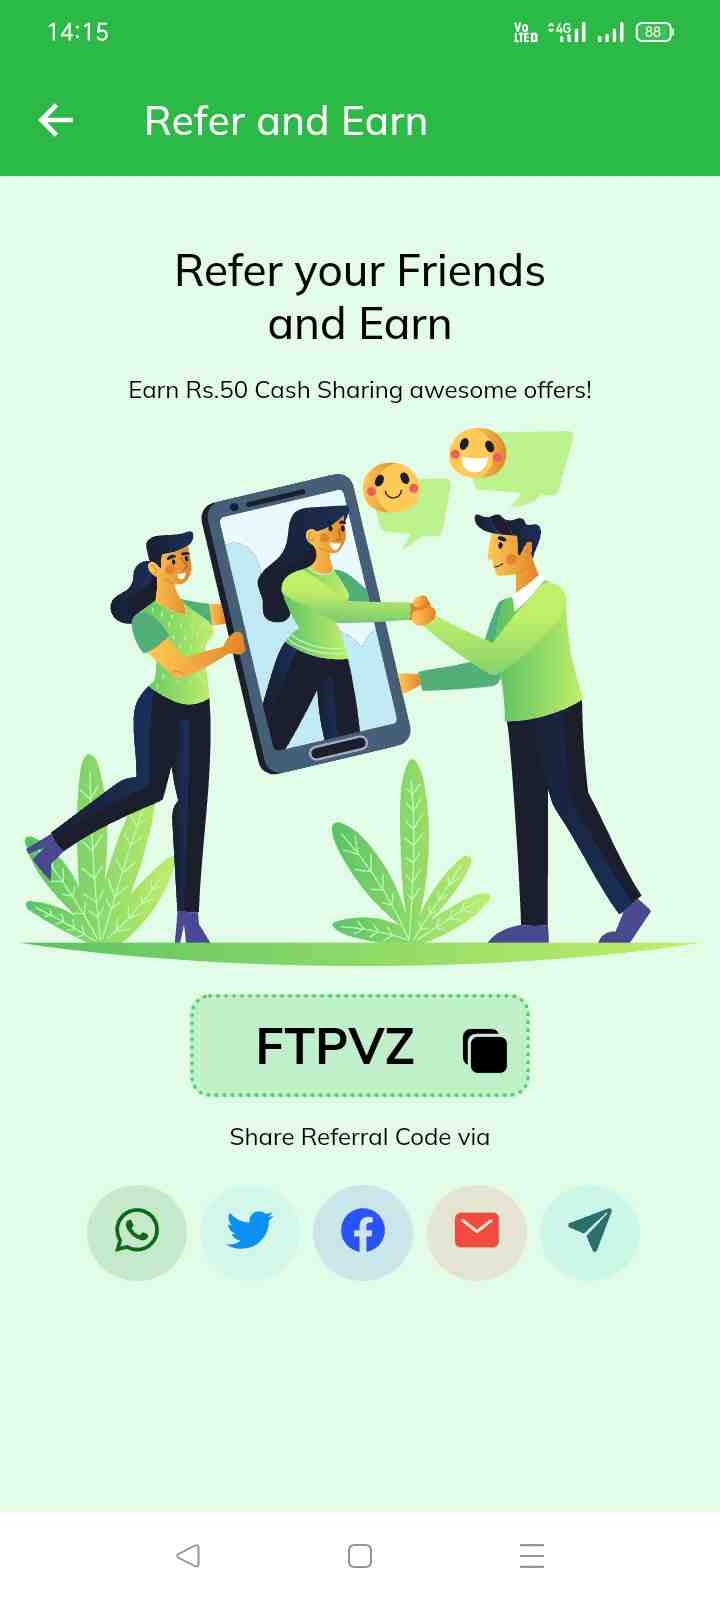 14:15
Vo LTE 4G 88
Refer and Earn
Refer your Friends
and Earn
Earn Rs.50 Cash Sharing awesome offers!
FTPVZ
Share Referral Code via